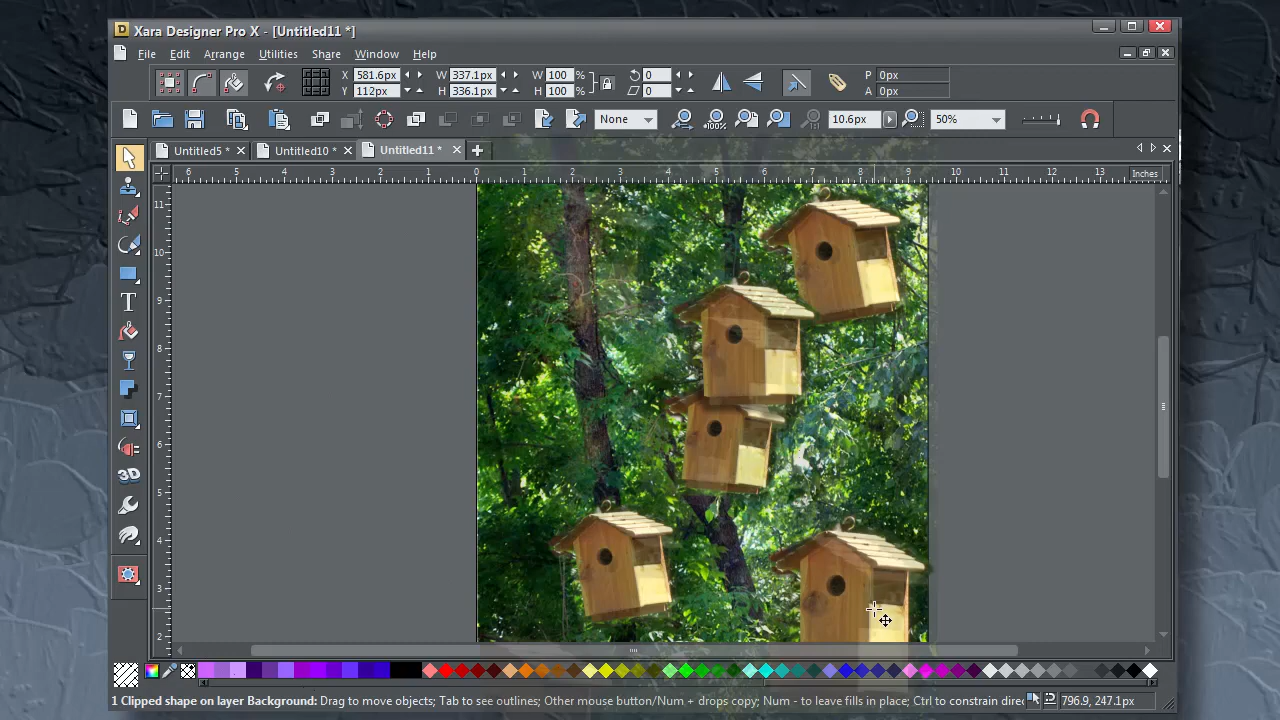 Xara Designer Pro X - [Untitled11 *]
File Edit Arrange Utilities Share Window Help
X 581.6px W 337.1px W 100 % 0 P 0px
Y 112px H 336.1px H 100 % 0 A 0px
None 100% 1:1 10.6px 50%
Untitled5 * Untitled10 * Untitled11 *
6 5 4 3 2 1 0 1 2 3 4 5 6 7 8 9 10 11 12 13 Inches
11
10
9
8
7
6
5
4
3
2
T
3D
1 Clipped shape on layer Background: Drag to move objects; Tab to see outlines; Other mouse button/Num + drops copy; Num - to leave fills in place; Ctrl to constrain direc 796.9, 247.1px